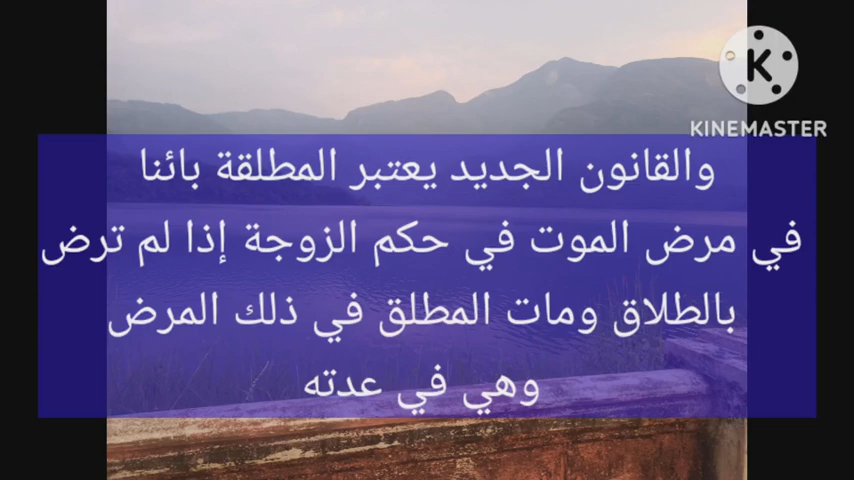 KINEMASTER
والقانون الجديد يعتبر المطلقة بائنا
في مرض الموت في حكم الزوجة إذا لم ترض
بالطلاق ومات المطلق في ذلك المرض
وهي في عدته